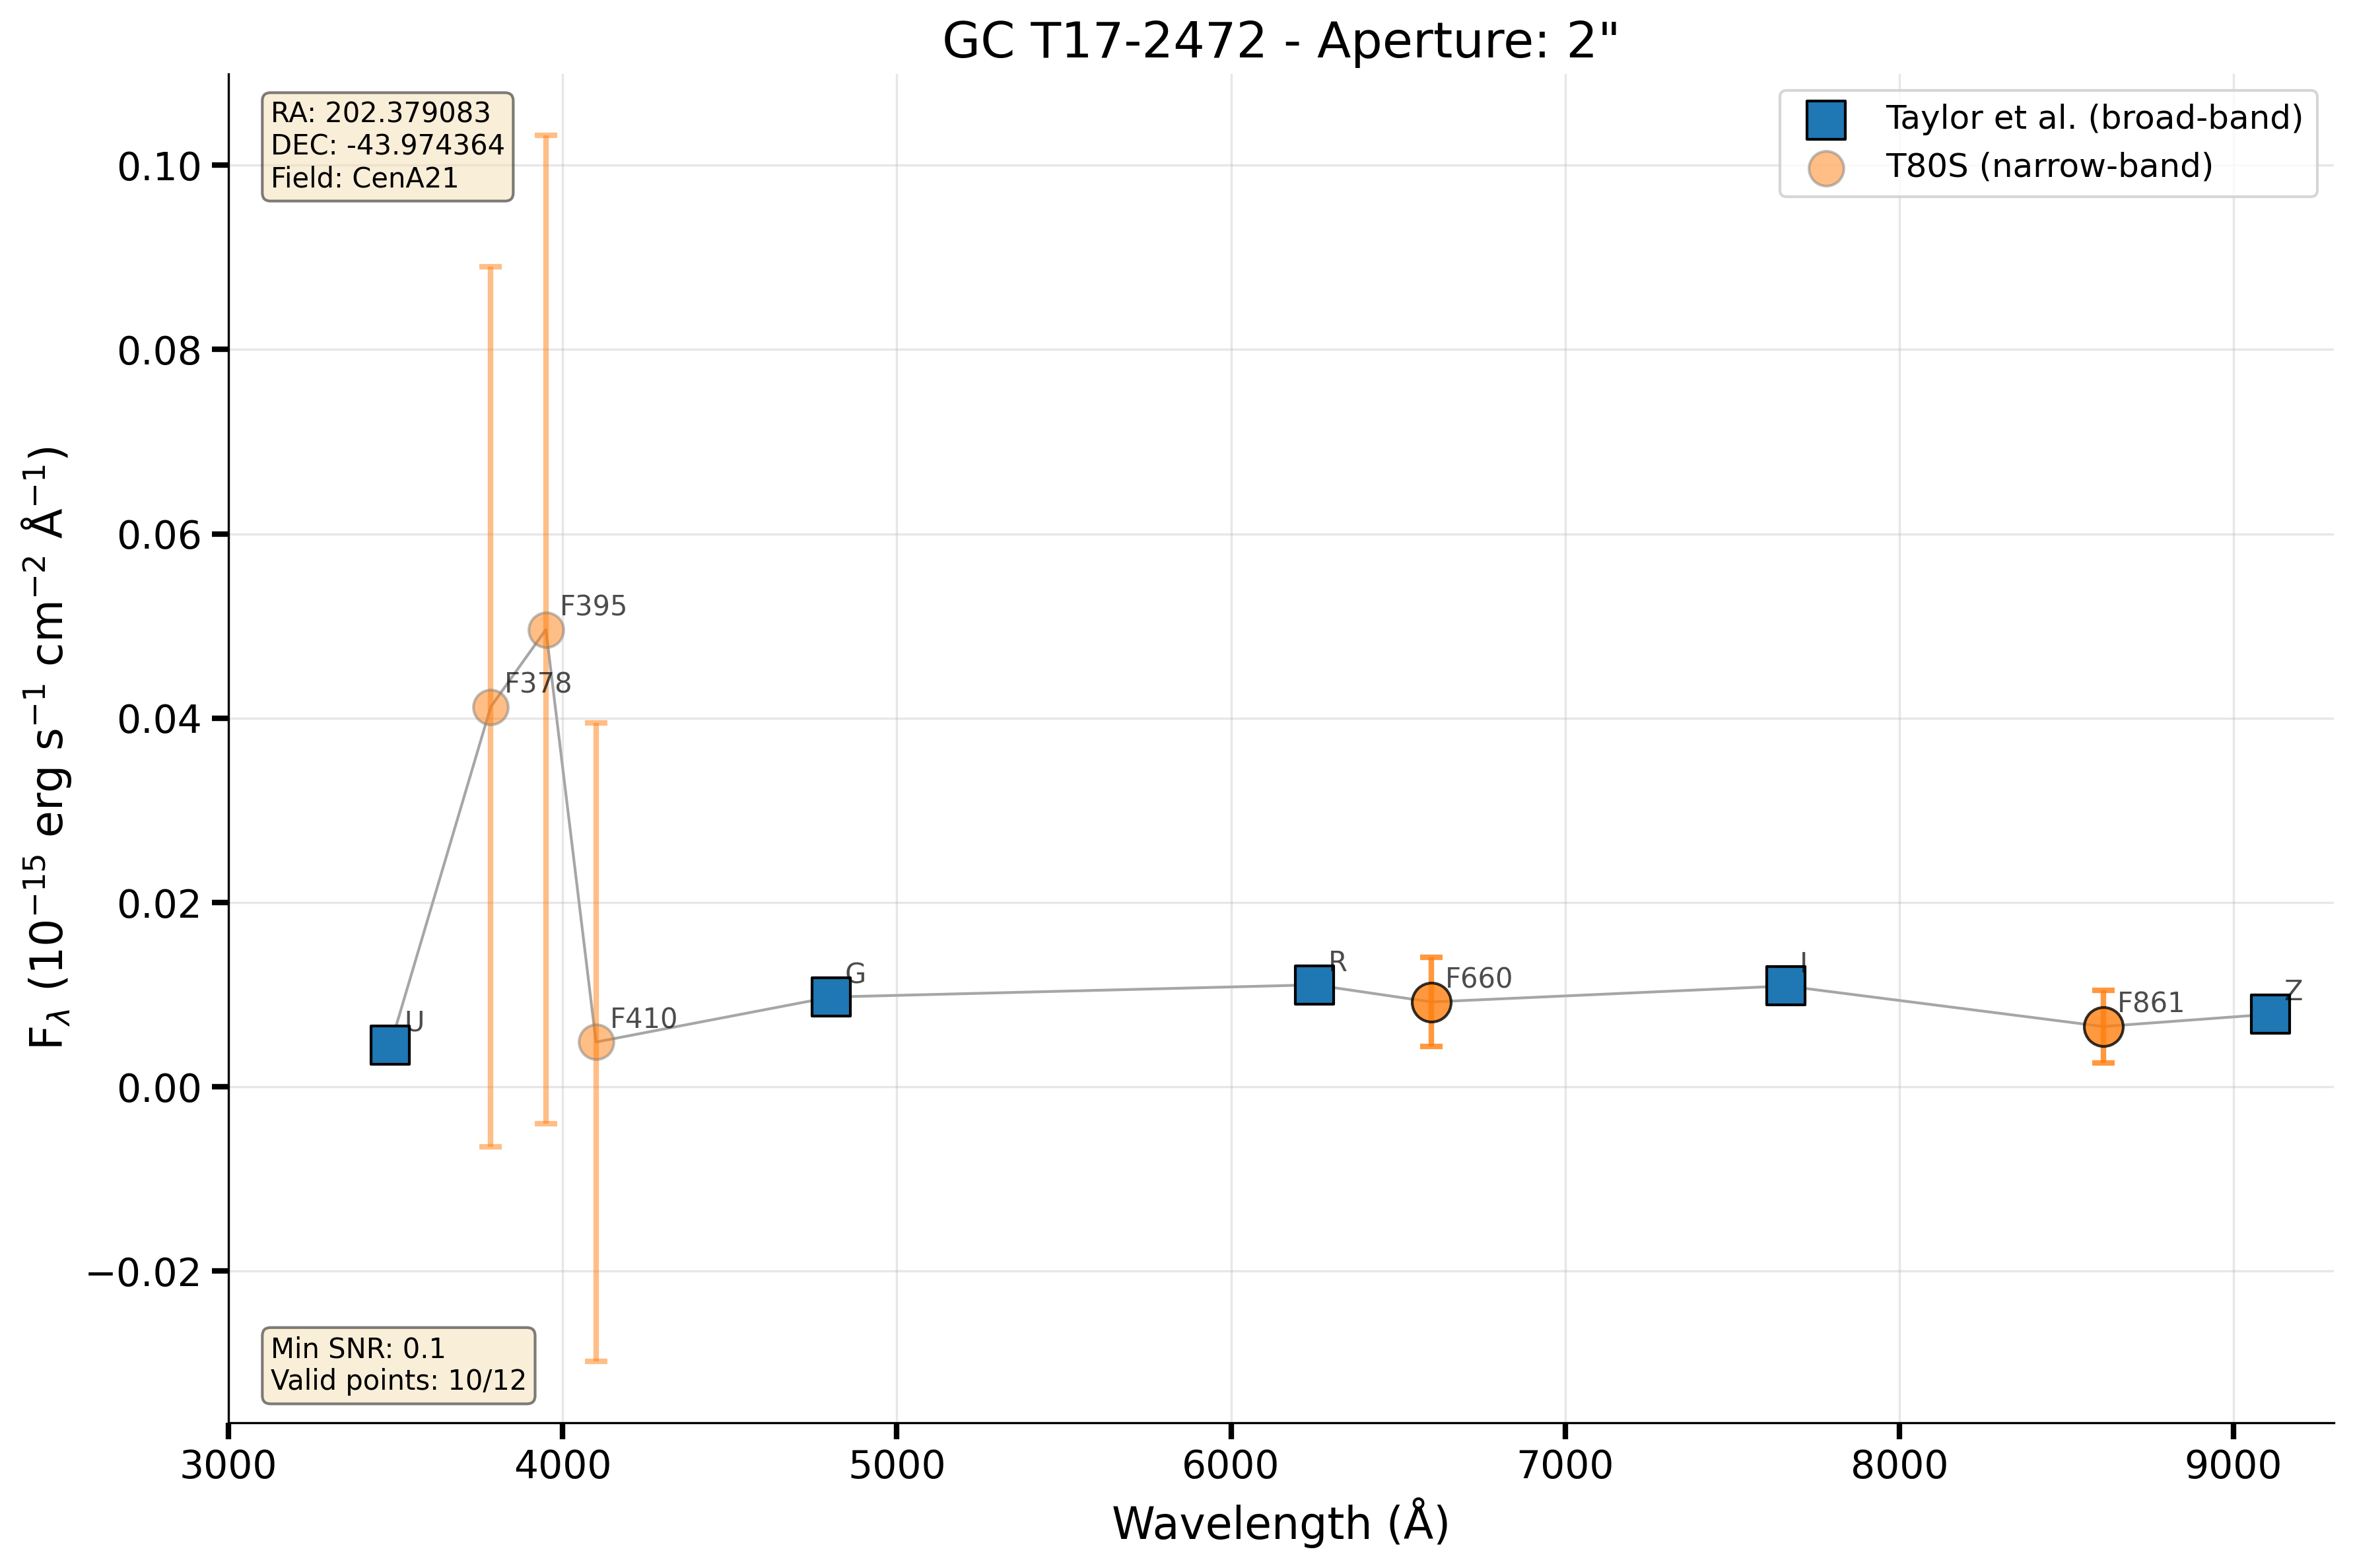 GC T17-2472 - Aperture: 2"
RA: 202.379083
DEC: -43.974364
Field: CenA21
Taylor et al. (broad-band)
T80S (narrow-band)
0.10
0.08
0.06
0.04
0.02
0.00
−0.02
F_λ (10⁻¹⁵ erg s⁻¹ cm⁻² Å⁻¹)
U
F378
F395
F410
G
R
F660
I
F861
Z
Min SNR: 0.1
Valid points: 10/12
3000 4000 5000 6000 7000 8000 9000
Wavelength (Å)